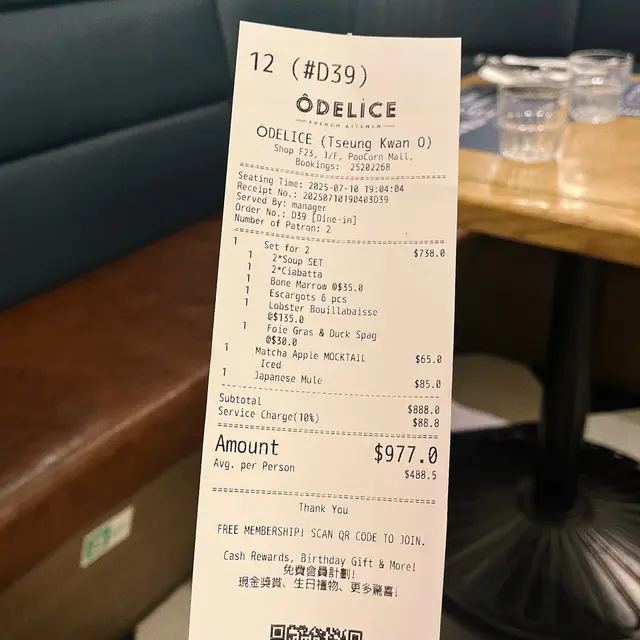 12 (#D39)
ÔDELICE
FRENCH KITCHEN
ÔDELICE (Tseung Kwan O)
Shop F23, 1/F, PopCorn Mall,
Bookings: 25202268
Seating Time: 2025-07-10 19:04:04
Receipt No.: 20250710190403D39
Served By: manager
Order No.: D39 [Dine-in]
Number of Patron: 2
1 Set for 2 $738.0
1 2*Soup SET
1 2*Ciabatta
1 Bone Marrow @$35.0
1 Escargots 6 pcs
1 Lobster Bouillabaisse
@$135.0
1 Foie Gras & Duck Spag
@$30.0
1 Matcha Apple MOCKTAIL $65.0
Iced
1 Japanese Mule $85.0
Subtotal $888.0
Service Charge(10%) $88.8
Amount $977.0
Avg. per Person $488.5
Thank You
FREE MEMBERSHIP! SCAN QR CODE TO JOIN.
Cash Rewards, Birthday Gift & More!
免費會員計劃!
現金獎賞、生日禮物、更多驚喜!